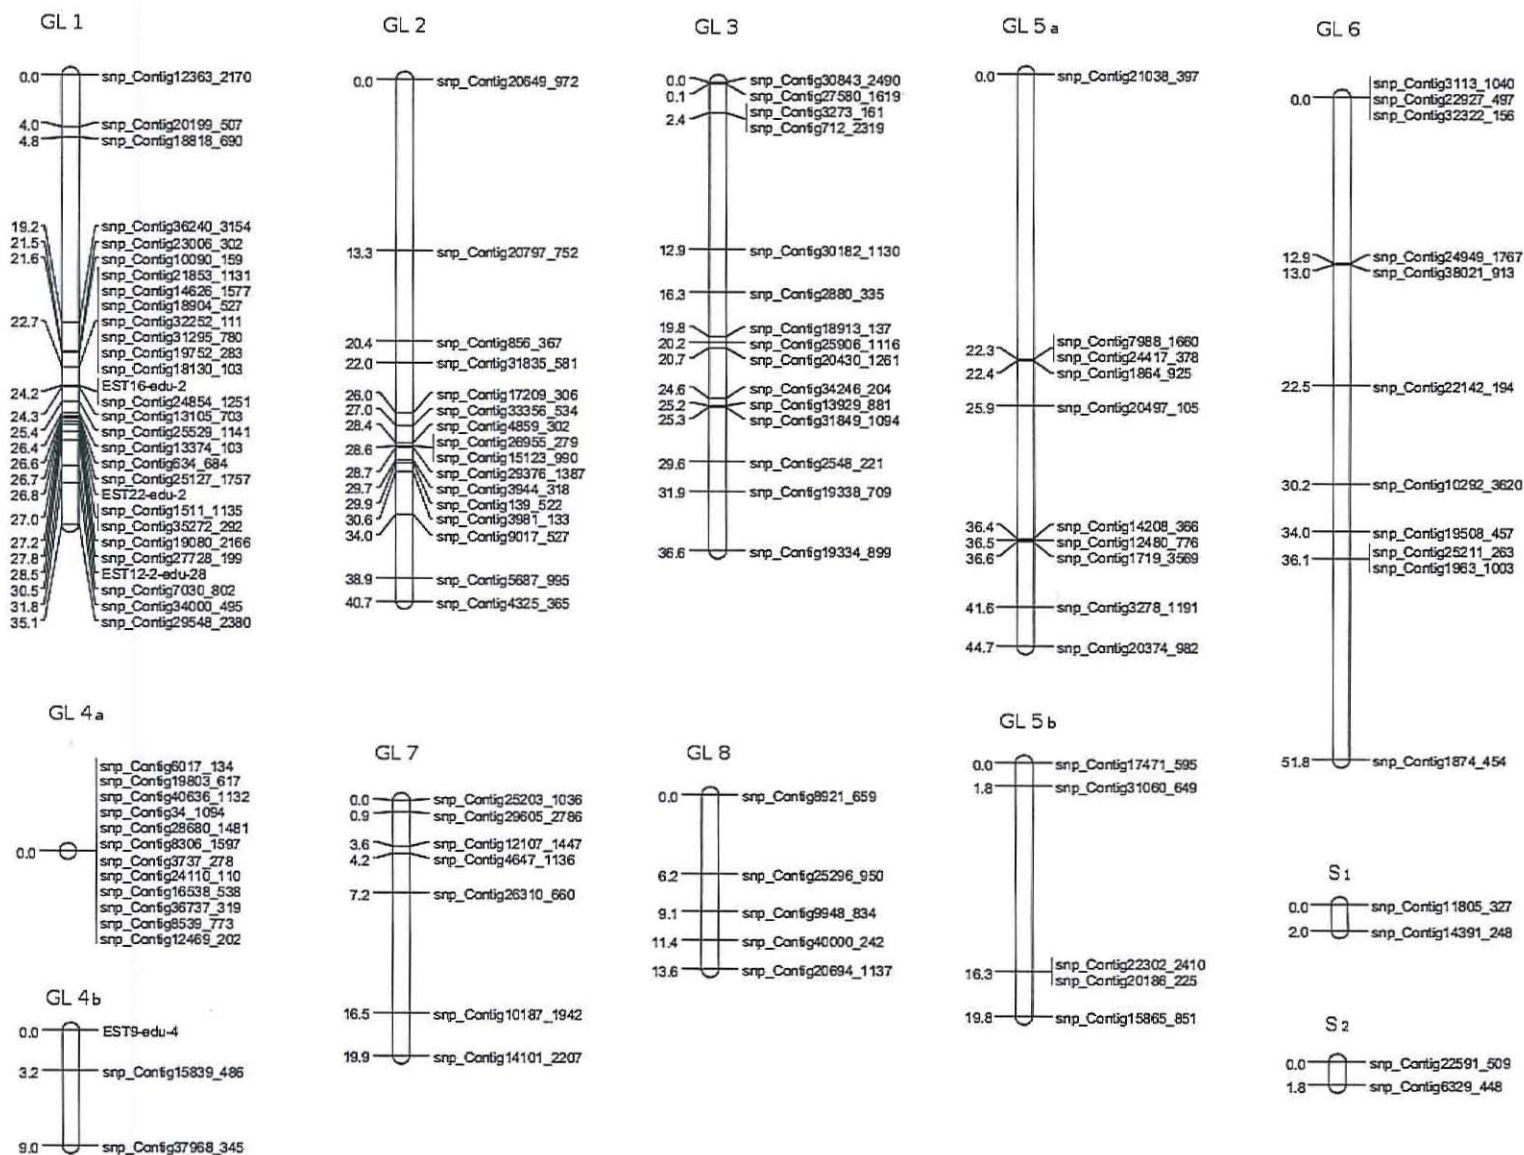 GL 1
0.0 snp_Contig12363_2170
4.0 snp_Contig20199_507
4.8 snp_Contig18818_690
19.2 snp_Contig36240_3154
21.5 snp_Contig23006_302
21.6 snp_Contig10090_159
snp_Contig21853_1131
snp_Contig14626_1577
snp_Contig18904_527
22.7 snp_Contig32252_111
snp_Contig31295_780
snp_Contig19752_283
snp_Contig18130_103
24.2 EST16-edu-2
snp_Contig24854_1251
24.3 snp_Contig13105_703
25.4 snp_Contig25529_1141
26.4 snp_Contig13374_103
26.6 snp_Contig634_684
26.7 snp_Contig25127_1757
26.8 EST22-edu-2
27.0 snp_Contig1511_1135
snp_Contig35272_292
27.2 snp_Contig19080_2166
27.8 snp_Contig27728_199
28.5 EST12-2-edu-28
30.5 snp_Contig7030_802
31.8 snp_Contig34000_495
35.1 snp_Contig29548_2380
GL 2
0.0 snp_Contig20649_972
13.3 snp_Contig20797_752
20.4 snp_Contig856_367
22.0 snp_Contig31835_581
26.0 snp_Contig17209_306
27.0 snp_Contig33356_534
28.4 snp_Contig4859_302
28.6 snp_Contig26955_279
snp_Contig15123_990
28.7 snp_Contig29376_1387
29.7 snp_Contig3944_318
29.9 snp_Contig139_522
30.6 snp_Contig3981_133
34.0 snp_Contig9017_527
38.9 snp_Contig5687_995
40.7 snp_Contig4325_365
GL 3
0.0 snp_Contig30843_2490
0.1 snp_Contig27580_1619
2.4 snp_Contig3273_161
snp_Contig712_2319
12.9 snp_Contig30182_1130
16.3 snp_Contig2880_335
19.8 snp_Contig18913_137
20.2 snp_Contig25906_1116
20.7 snp_Contig20430_1261
24.6 snp_Contig34246_204
25.2 snp_Contig13929_881
25.3 snp_Contig31849_1094
29.6 snp_Contig2548_221
31.9 snp_Contig19338_709
36.6 snp_Contig19334_899
GL 5a
0.0 snp_Contig21038_397
22.3 snp_Contig7988_1660
snp_Contig24417_378
22.4 snp_Contig1864_925
25.9 snp_Contig20497_105
36.4 snp_Contig14208_366
36.5 snp_Contig12480_776
36.6 snp_Contig1719_3569
41.6 snp_Contig3278_1191
44.7 snp_Contig20374_982
GL 6
snp_Contig3113_1040
0.0 snp_Contig22927_497
snp_Contig32322_156
12.9 snp_Contig24949_1767
13.0 snp_Contig38021_913
22.5 snp_Contig22142_194
30.2 snp_Contig10292_3620
34.0 snp_Contig19508_457
36.1 snp_Contig25211_263
snp_Contig1963_1003
51.8 snp_Contig1874_454
GL 4a
snp_Contig6017_134
snp_Contig19803_617
snp_Contig40636_1132
snp_Contig34_1094
snp_Contig28680_1481
0.0 snp_Contig8306_1597
snp_Contig3737_278
snp_Contig24110_110
snp_Contig16538_538
snp_Contig36737_319
snp_Contig8539_773
snp_Contig12469_202
GL 4b
0.0 EST9-edu-4
3.2 snp_Contig15839_486
9.0 snp_Contig37968_345
GL 7
0.0 snp_Contig25203_1036
0.9 snp_Contig29605_2786
3.6 snp_Contig12107_1447
4.2 snp_Contig4647_1136
7.2 snp_Contig26310_660
16.5 snp_Contig10187_1942
19.9 snp_Contig14101_2207
GL 8
0.0 snp_Contig8921_659
6.2 snp_Contig25296_950
9.1 snp_Contig9948_834
11.4 snp_Contig40000_242
13.6 snp_Contig20694_1137
GL 5b
0.0 snp_Contig17471_595
1.8 snp_Contig31060_649
16.3 snp_Contig22302_2410
snp_Contig20186_225
19.8 snp_Contig15865_851
S1
0.0 snp_Contig11805_327
2.0 snp_Contig14391_248
S2
0.0 snp_Contig22591_509
1.8 snp_Contig6329_448